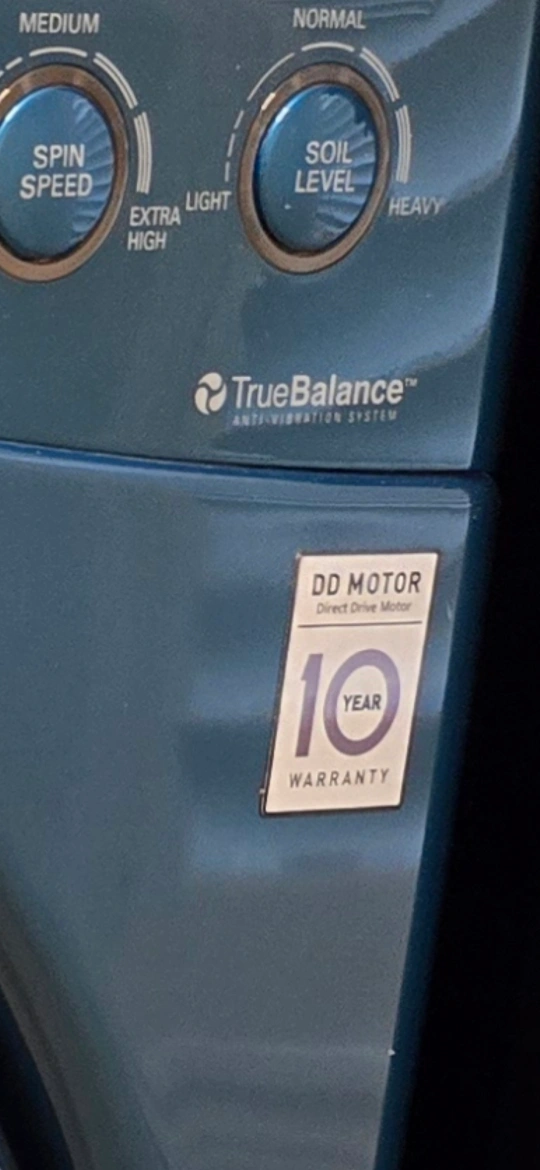 MEDIUM
NORMAL
SPIN
SPEED
SOIL
LEVEL
EXTRA
HIGH
LIGHT
HEAVY
TrueBalance™
ANTI-VIBRATION SYSTEM
DD MOTOR
Direct Drive Motor
10
YEAR
WARRANTY